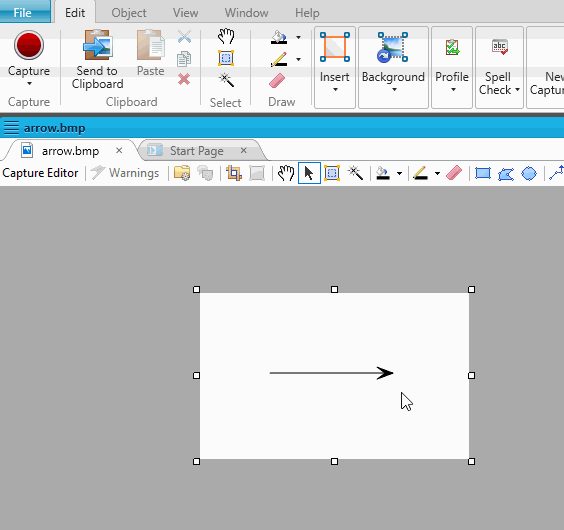 File Edit Object View Window Help
Capture Send to Clipboard Paste Insert Background Profile Spell Check New Captur
Capture Clipboard Select Draw
abc
arrow.bmp
arrow.bmp × Start Page ×
Capture Editor Warnings